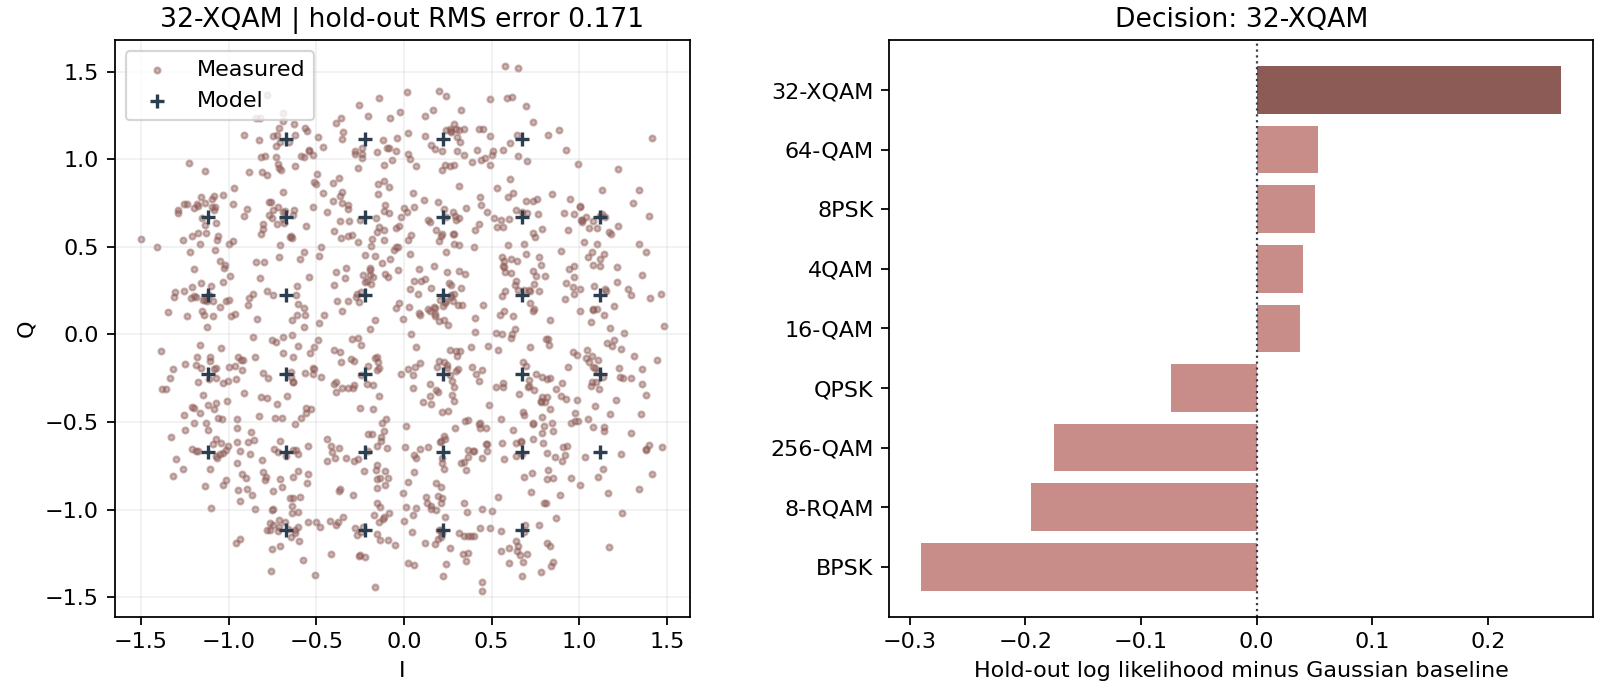 32-XQAM | hold-out RMS error 0.171
Measured
Model
1.5
1.0
0.5
0.0
−0.5
−1.0
−1.5
Q
−1.5 −1.0 −0.5 0.0 0.5 1.0 1.5
I
Decision: 32-XQAM
32-XQAM
64-QAM
8PSK
4QAM
16-QAM
QPSK
256-QAM
8-RQAM
BPSK
−0.3 −0.2 −0.1 0.0 0.1 0.2
Hold-out log likelihood minus Gaussian baseline